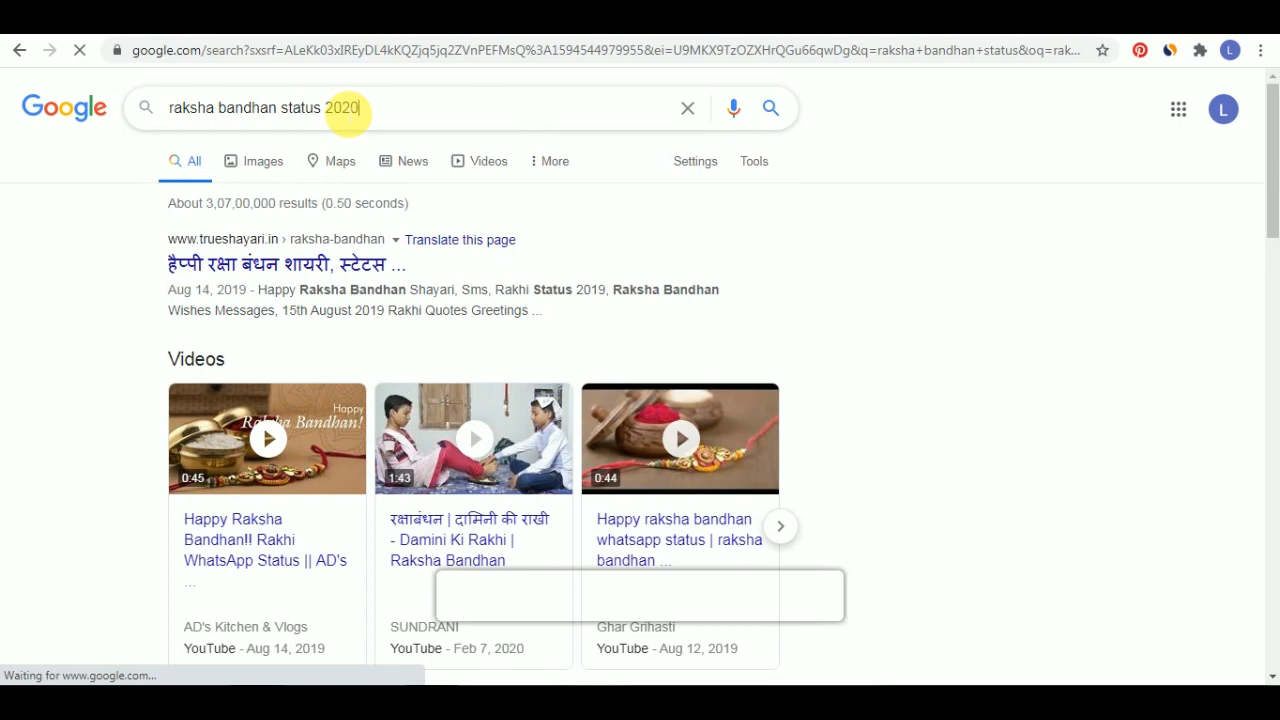 google.com/search?sxsrf=ALeKk03xIREyDL4kKQZjq5jq2ZVnPEFMsQ%3A1594544979955&ei=U9MKX9TzOZXHrQGu66qwDg&q=raksha+bandhan+status&oq=rak...
L
Google
raksha bandhan status 2020
L
All
Images
Maps
News
Videos
More
Settings
Tools
About 3,07,00,000 results (0.50 seconds)
www.trueshayari.in › raksha-bandhan
Translate this page
हैप्पी रक्षा बंधन शायरी, स्टेटस ...
Aug 14, 2019 - Happy Raksha Bandhan Shayari, Sms, Rakhi Status 2019, Raksha Bandhan
Wishes Messages, 15th August 2019 Rakhi Quotes Greetings ...
Videos
Happy
Raksha Bandhan!
0:45
1:43
0:44
Happy Raksha
Bandhan!! Rakhi
WhatsApp Status || AD's
...
AD's Kitchen & Vlogs
YouTube - Aug 14, 2019
रक्षाबंधन | दामिनी की राखी
- Damini Ki Rakhi |
Raksha Bandhan
SUNDRANI
YouTube - Feb 7, 2020
Happy raksha bandhan
whatsapp status | raksha
bandhan ...
Ghar Grihasti
YouTube - Aug 12, 2019
Waiting for www.google.com...